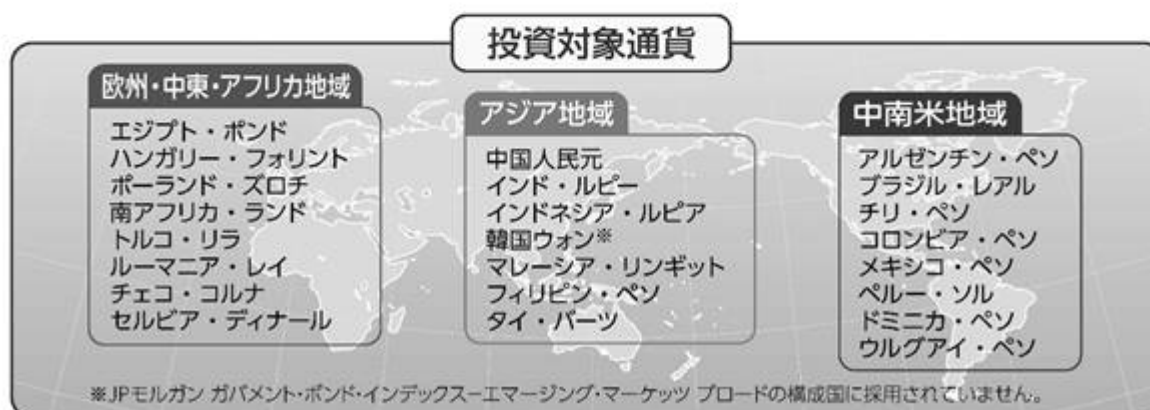 投資対象通貨
欧州・中東・アフリカ地域
エジプト・ポンド
ハンガリー・フォリント
ポーランド・ズロチ
南アフリカ・ランド
トルコ・リラ
ルーマニア・レイ
チェコ・コルナ
セルビア・ディナール
アジア地域
中国人民元
インド・ルピー
インドネシア・ルピア
韓国ウォン※
マレーシア・リンギット
フィリピン・ペソ
タイ・バーツ
中南米地域
アルゼンチン・ペソ
ブラジル・レアル
チリ・ペソ
コロンビア・ペソ
メキシコ・ペソ
ペルー・ソル
ドミニカ・ペソ
ウルグアイ・ペソ
※JPモルガン ガバメント・ボンド・インデックスーエマージング・マーケッツ ブロードの構成国に採用されていません。